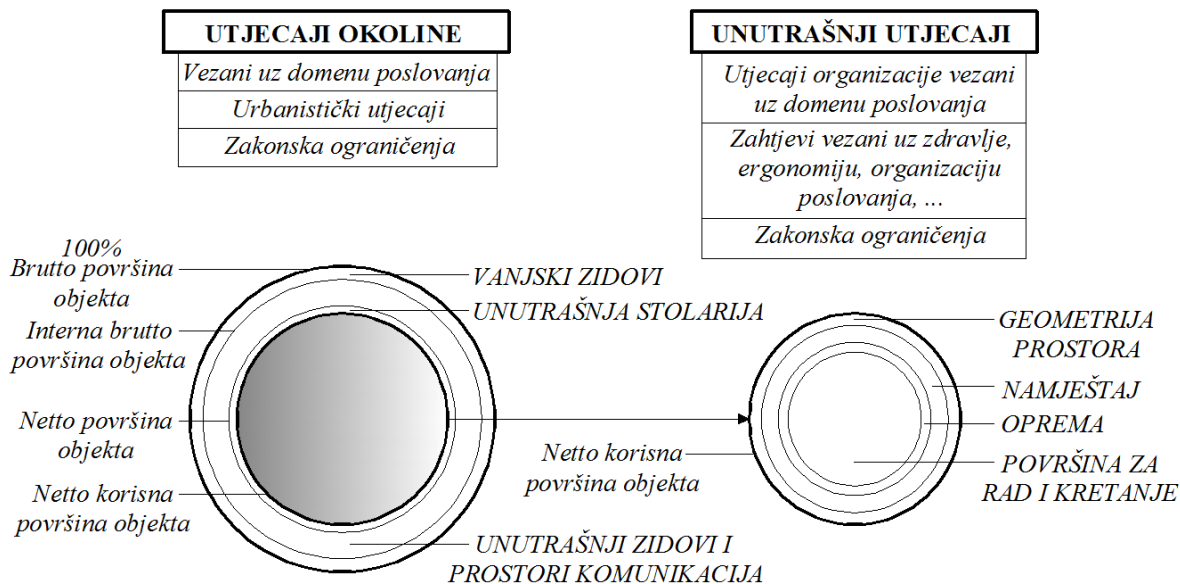 UTJECAJI OKOLINE
Vezani uz domenu poslovanja
Urbanistički utjecaji
Zakonska ograničenja
UNUTRAŠNJI UTJECAJI
Utjecaji organizacije vezani
uz domenu poslovanja
Zahtjevi vezani uz zdravlje,
ergonomiju, organizaciju
poslovanja, ...
Zakonska ograničenja
100%
Brutto površina
objekta
Interna brutto
površina objekta
Netto površina
objekta
Netto korisna
površina objekta
VANJSKI ZIDOVI
UNUTRAŠNJA STOLARIJA
UNUTRAŠNJI ZIDOVI I
PROSTORI KOMUNIKACIJA
Netto korisna
površina objekta
GEOMETRIJA
PROSTORA
NAMJEŠTAJ
OPREMA
POVRŠINA ZA
RAD I KRETANJE